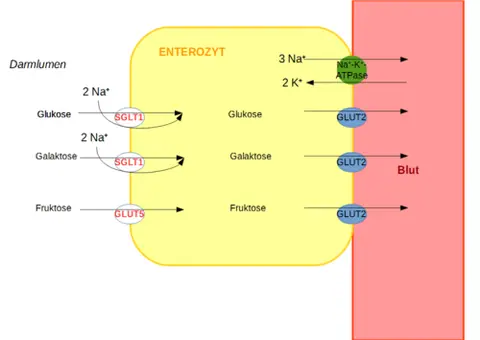 ENTEROZYT
3 Na⁺
Darmlumen
Na⁺-K⁺-
ATPase
2 K⁺
2 Na⁺
Glukose
SGLT1
Glukose
GLUT2
2 Na⁺
Galaktose
SGLT1
Galaktose
GLUT2
Blut
Fruktose
GLUT5
Fruktose
GLUT2